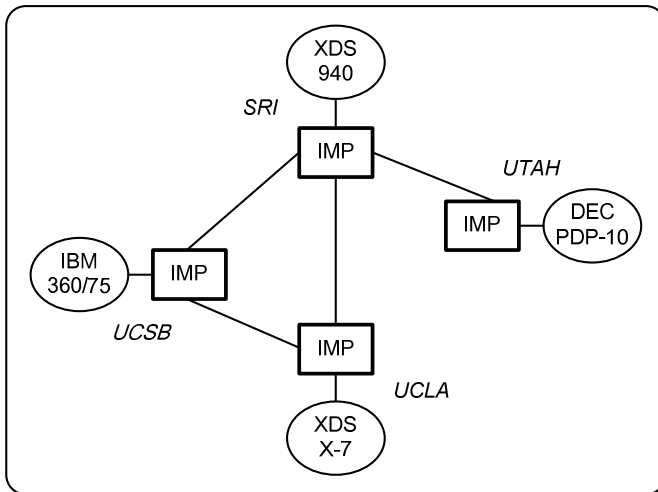 XDS
940
SRI
IMP
UTAH
IMP
DEC
PDP-10
IBM
360/75
IMP
UCSB
IMP
UCLA
XDS
X-7